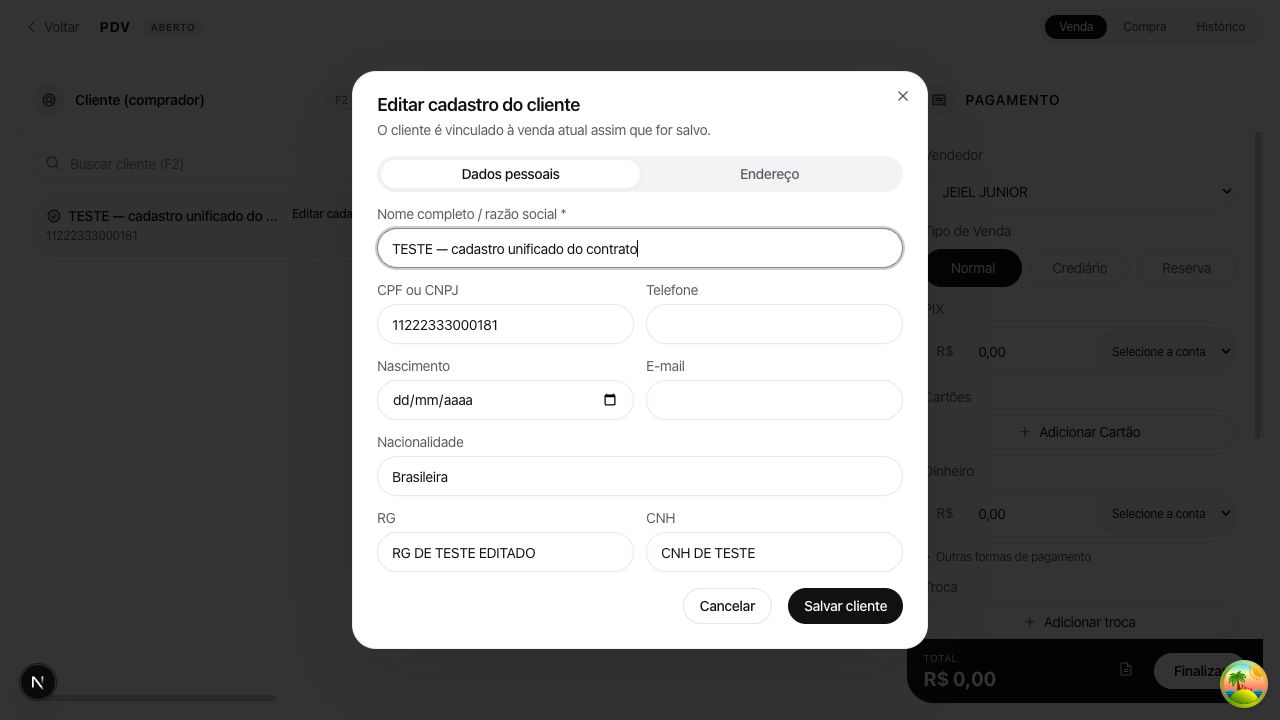 Voltar PDV ABERTO Venda Compra Histórico
Cliente (comprador) F2
Buscar cliente (F2)
TESTE — cadastro unificado do ... Editar cada
11222333000181
Editar cadastro do cliente
O cliente é vinculado à venda atual assim que for salvo.
Dados pessoais Endereço
Nome completo / razão social *
TESTE — cadastro unificado do contrato
CPF ou CNPJ Telefone
11222333000181
Nascimento E-mail
dd/mm/aaaa
Nacionalidade
Brasileira
RG CNH
RG DE TESTE EDITADO CNH DE TESTE
Cancelar Salvar cliente
PAGAMENTO
Vendedor
JEIEL JUNIOR
Tipo de Venda
Normal Crediário Reserva
PIX
R$ 0,00 Selecione a conta
Cartões
+ Adicionar Cartão
Dinheiro
R$ 0,00 Selecione a conta
Outras formas de pagamento
Troca
+ Adicionar troca
TOTAL
R$ 0,00 Finaliza
N